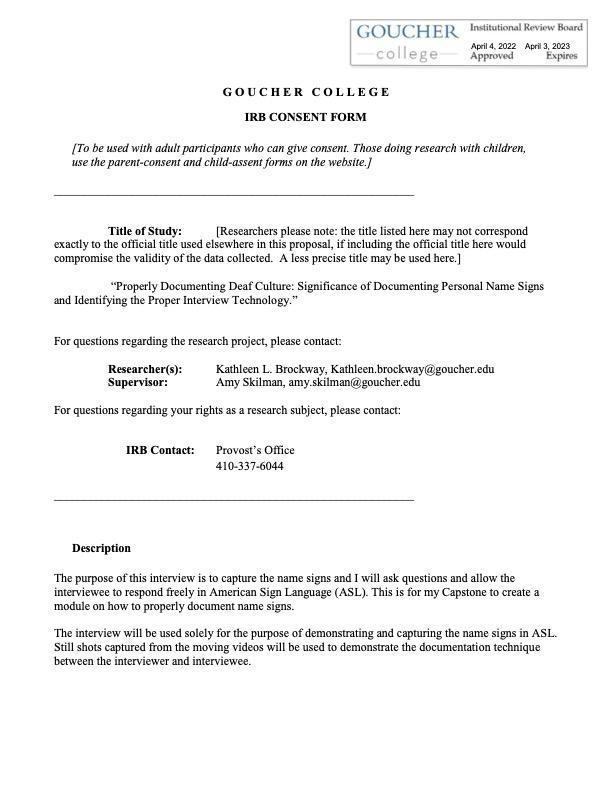 GOUCHER
college
Institutional Review Board
April 4, 2022 April 3, 2023
Approved Expires
GOUCHER COLLEGE
IRB CONSENT FORM
[To be used with adult participants who can give consent. Those doing research with children,
use the parent-consent and child-assent forms on the website.]
Title of Study: [Researchers please note: the title listed here may not correspond
exactly to the official title used elsewhere in this proposal, if including the official title here would
compromise the validity of the data collected. A less precise title may be used here.]
“Properly Documenting Deaf Culture: Significance of Documenting Personal Name Signs
and Identifying the Proper Interview Technology.”
For questions regarding the research project, please contact:
Researcher(s): Kathleen L. Brockway, Kathleen.brockway@goucher.edu
Supervisor: Amy Skilman, amy.skilman@goucher.edu
For questions regarding your rights as a research subject, please contact:
IRB Contact: Provost’s Office
410-337-6044
Description
The purpose of this interview is to capture the name signs and I will ask questions and allow the
interviewee to respond freely in American Sign Language (ASL). This is for my Capstone to create a
module on how to properly document name signs.
The interview will be used solely for the purpose of demonstrating and capturing the name signs in ASL.
Still shots captured from the moving videos will be used to demonstrate the documentation technique
between the interviewer and interviewee.